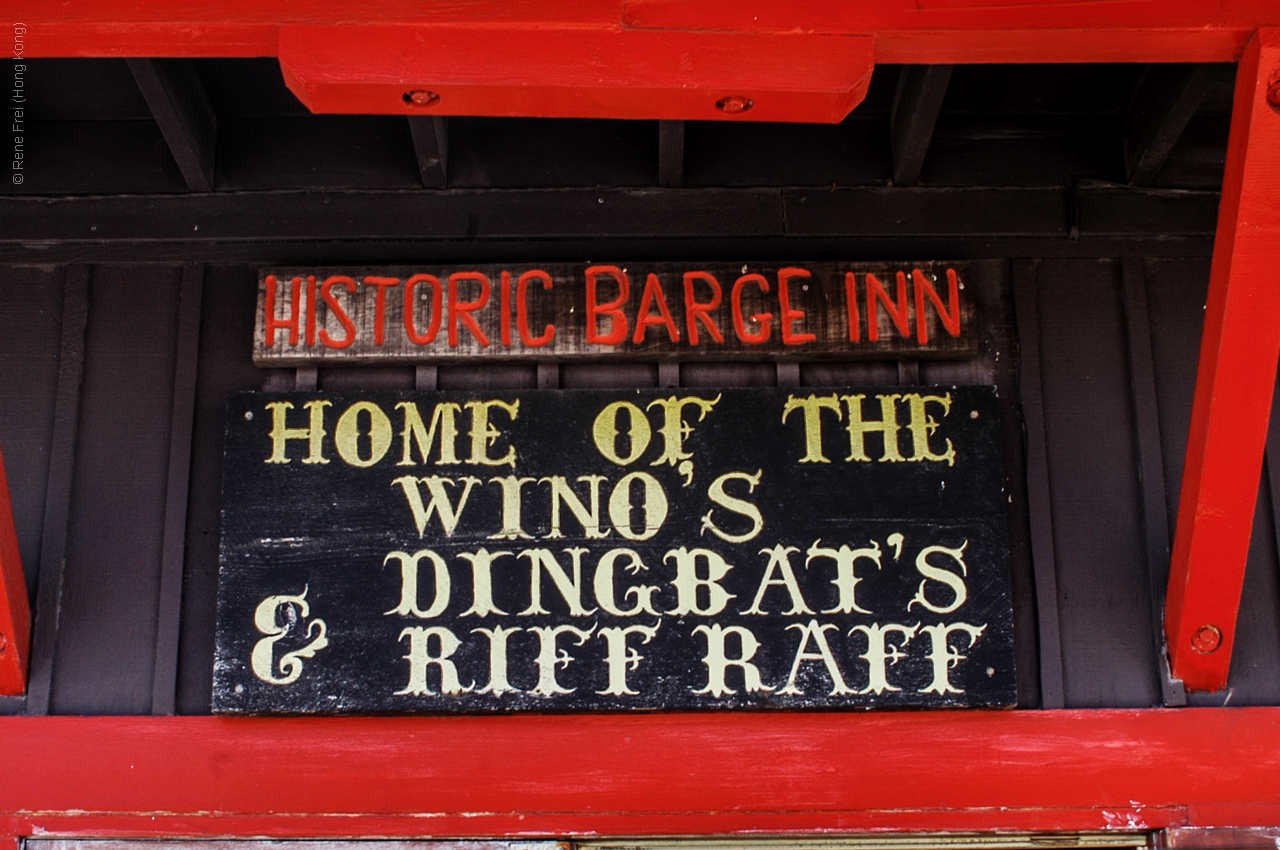 © Rene Frei (Hong Kong)
HISTORIC BARGE INN
HOME OF THE
WINO'S
DINGBAT'S
& RIFF RAFF